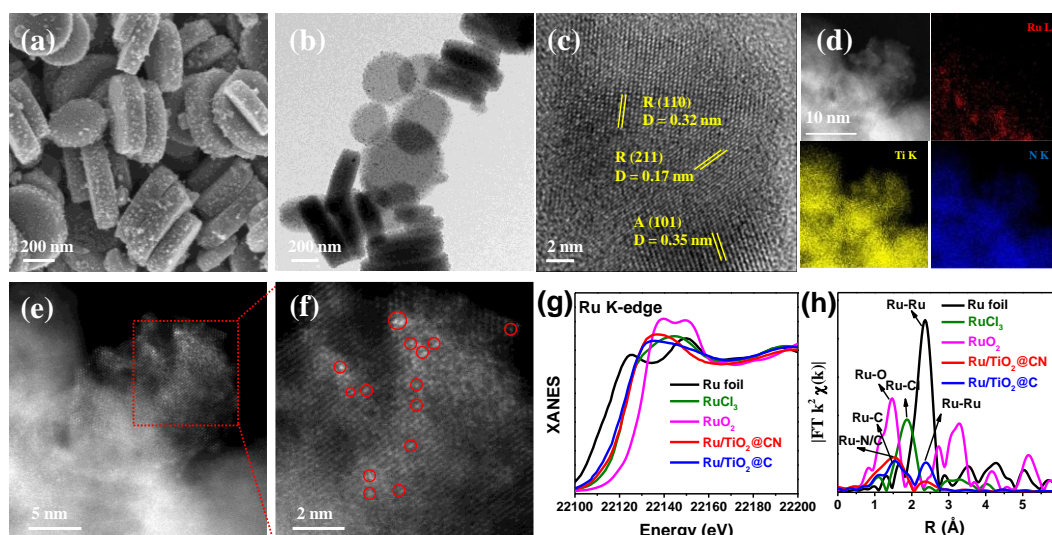 (a)
200 nm
(b)
200 nm
(c)
R (110)
D = 0.32 nm
R (211)
D = 0.17 nm
A (101)
D = 0.35 nm
2 nm
(d)
10 nm
Ru L
Ti K
N K
(e)
5 nm
(f)
2 nm
(g)
Ru K-edge
XANES
Ru foil
RuCl₃
RuO₂
Ru/TiO₂@CN
Ru/TiO₂@C
22100 22120 22140 22160 22180 22200
Energy (eV)
(h)
|FT k² χ(k)|
Ru-Ru
Ru foil
RuCl₃
RuO₂
Ru/TiO₂@CN
Ru/TiO₂@C
Ru-O
Ru-Cl
Ru-Ru
Ru-C
Ru-N/C
0 1 2 3 4 5
R (Å)